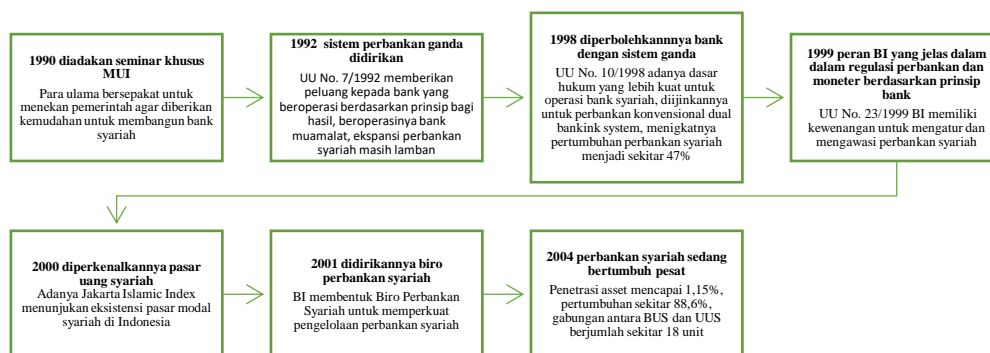 1990 diadakan seminar khusus
MUI
Para ulama bersepakat untuk
menekan pemerintah agar diberikan
kemudahan untuk membangun bank
syariah
1992 sistem perbankan ganda
didirikan
UU No. 7/1992 memberikan
peluang kepada bank yang
beroperasi berdasarkan prinsip bagi
hasil, beroperasinya bank
muamalat, ekspansi perbankan
syariah masih lamban
1998 diperbolehkannnya bank
dengan sistem ganda
UU No. 10/1998 adanya dasar
hukum yang lebih kuat untuk
operasi bank syariah, diijinkannya
untuk perbankan konvensional dual
bankink system, menigkatnya
pertumbuhan perbankan syariah
menjadi sekitar 47%
1999 peran BI yang jelas dalam
dalam regulasi perbankan dan
moneter berdasarkan prinsip
bank
UU No. 23/1999 BI memiliki
kewenangan untuk mengatur dan
mengawasi perbankan syariah
2000 diperkenalkannya pasar
uang syariah
Adanya Jakarta Islamic Index
menunjukan eksistensi pasar modal
syariah di Indonesia
2001 didirikannya biro
perbankan syariah
BI membentuk Biro Perbankan
Syariah untuk memperkuat
pengelolaan perbankan syariah
2004 perbankan syariah sedang
bertumbuh pesat
Penetrasi asset mencapai 1,15%,
pertumbuhan sekitar 88,6%,
gabungan antara BUS dan UUS
berjumlah sekitar 18 unit